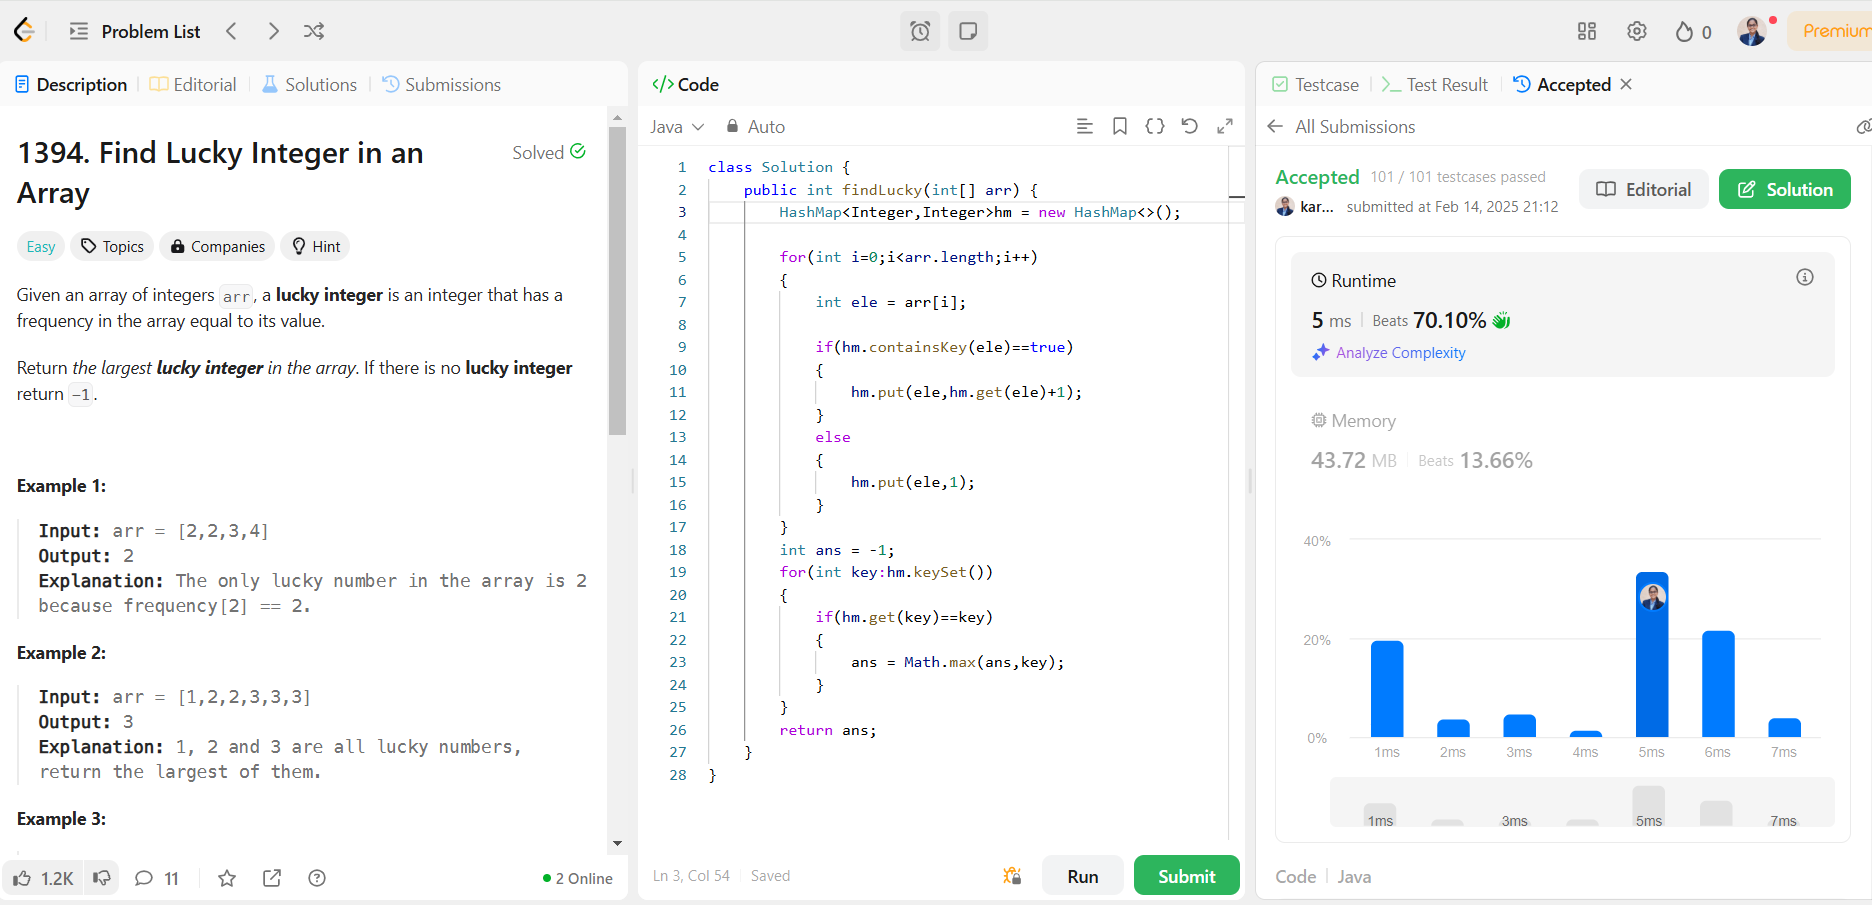 Problem List
0
Premium
Description
Editorial
Solutions
Submissions
1394. Find Lucky Integer in an
Array
Solved
Easy
Topics
Companies
Hint
Given an array of integers arr, a lucky integer is an integer that has a
frequency in the array equal to its value.
Return the largest lucky integer in the array. If there is no lucky integer
return -1.
Example 1:
Input: arr = [2,2,3,4]
Output: 2
Explanation: The only lucky number in the array is 2
because frequency[2] == 2.
Example 2:
Input: arr = [1,2,2,3,3,3]
Output: 3
Explanation: 1, 2 and 3 are all lucky numbers,
return the largest of them.
Example 3:
1.2K
11
2 Online
</> Code
Java
Auto
1 class Solution {
2 public int findLucky(int[] arr) {
3 HashMap<Integer,Integer>hm = new HashMap<>();
4
5 for(int i=0;i<arr.length;i++)
6 {
7 int ele = arr[i];
8
9 if(hm.containsKey(ele)==true)
10 {
11 hm.put(ele,hm.get(ele)+1);
12 }
13 else
14 {
15 hm.put(ele,1);
16 }
17 }
18 int ans = -1;
19 for(int key:hm.keySet())
20 {
21 if(hm.get(key)==key)
22 {
23 ans = Math.max(ans,key);
24 }
25 }
26 return ans;
27 }
28 }
Ln 3, Col 54
Saved
Run
Submit
Testcase
Test Result
Accepted
All Submissions
Accepted 101 / 101 testcases passed
kar... submitted at Feb 14, 2025 21:12
Editorial
Solution
Runtime
5 ms Beats 70.10%
Analyze Complexity
Memory
43.72 MB Beats 13.66%
40%
20%
0%
1ms 2ms 3ms 4ms 5ms 6ms 7ms
1ms 3ms 5ms 7ms
Code Java